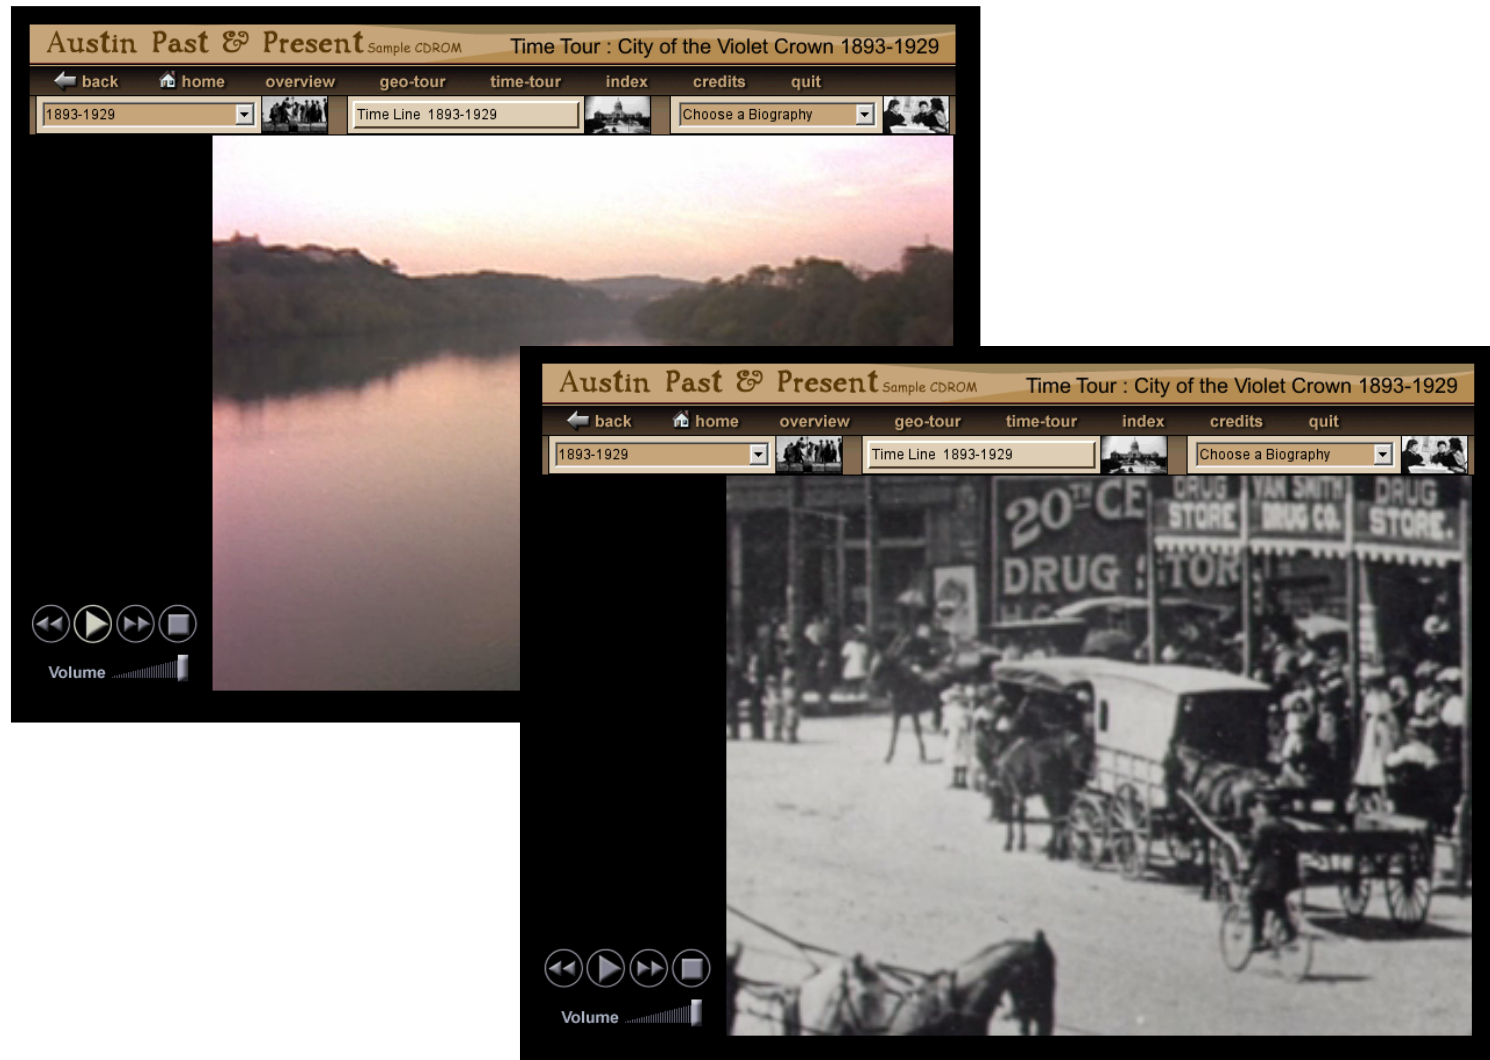 Austin Past & Present Sample CDROM Time Tour : City of the Violet Crown 1893-1929
back home overview geo-tour time-tour index credits quit
1893-1929 Time Line 1893-1929 Choose a Biography
Volume
Austin Past & Present Sample CDROM Time Tour : City of the Violet Crown 1893-1929
back home overview geo-tour time-tour index credits quit
1893-1929 Time Line 1893-1929 Choose a Biography
20TH CE DRUG STORE VAN SMITH DRUG CO. DRUG STORE.
DRUG STOR
Volume